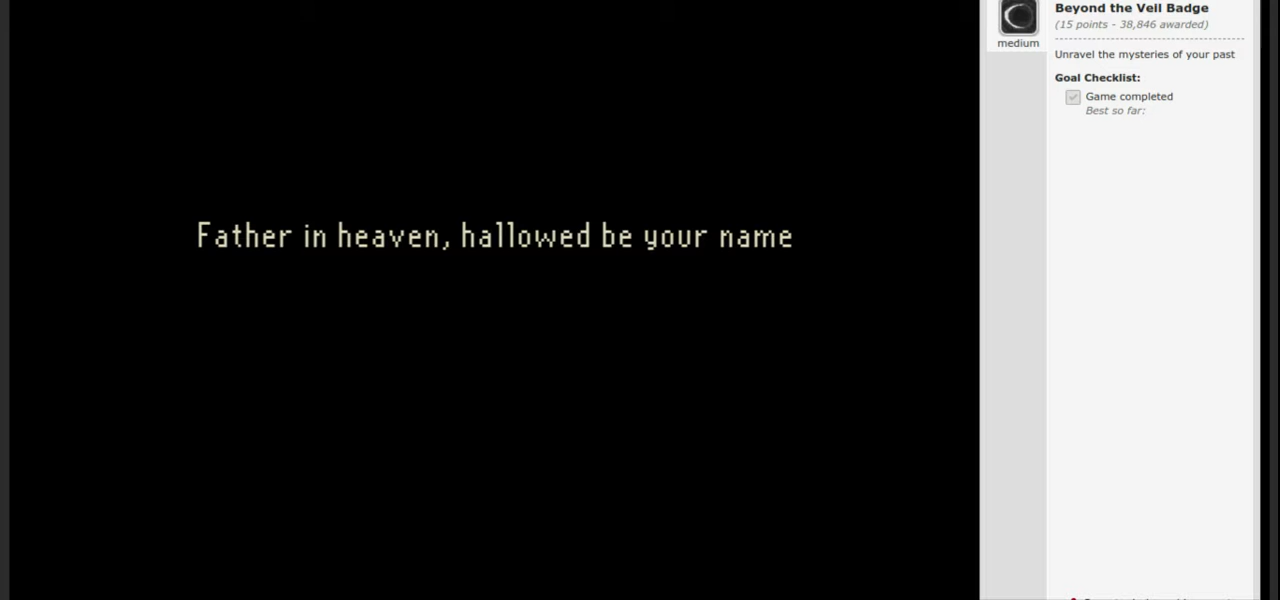 Father in heaven, hallowed be your name
Beyond the Veil Badge
(15 points - 38,846 awarded)
medium
Unravel the mysteries of your past
Goal Checklist:
Game completed
Best so far: